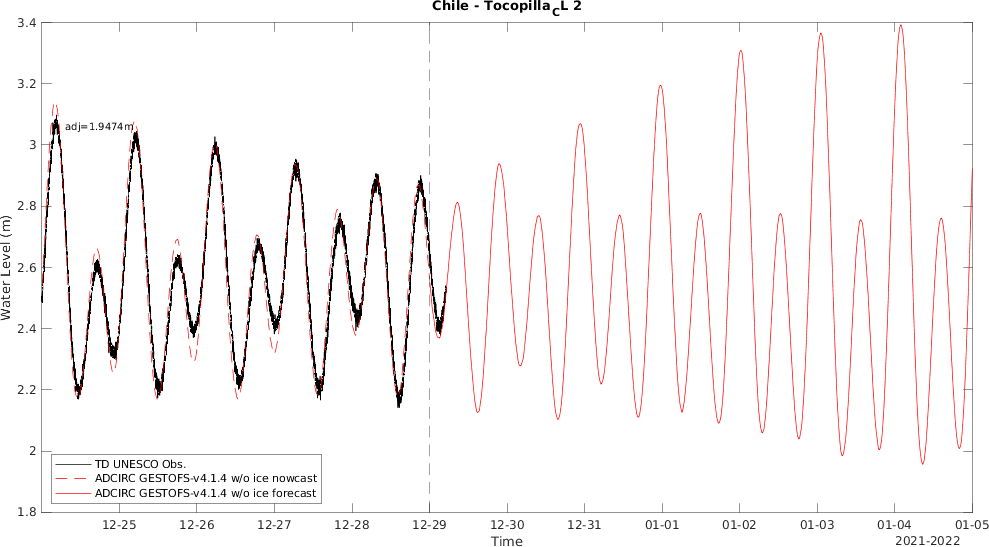 Chile - Tocopilla_CL 2
3.4
3.2
3
2.8
2.6
2.4
2.2
2
1.8
Water Level (m)
adj=1.9474m
TD UNESCO Obs.
ADCIRC GESTOFS-v4.1.4 w/o ice nowcast
ADCIRC GESTOFS-v4.1.4 w/o ice forecast
12-25 12-26 12-27 12-28 12-29 12-30 12-31 01-01 01-02 01-03 01-04 01-05
Time
2021-2022